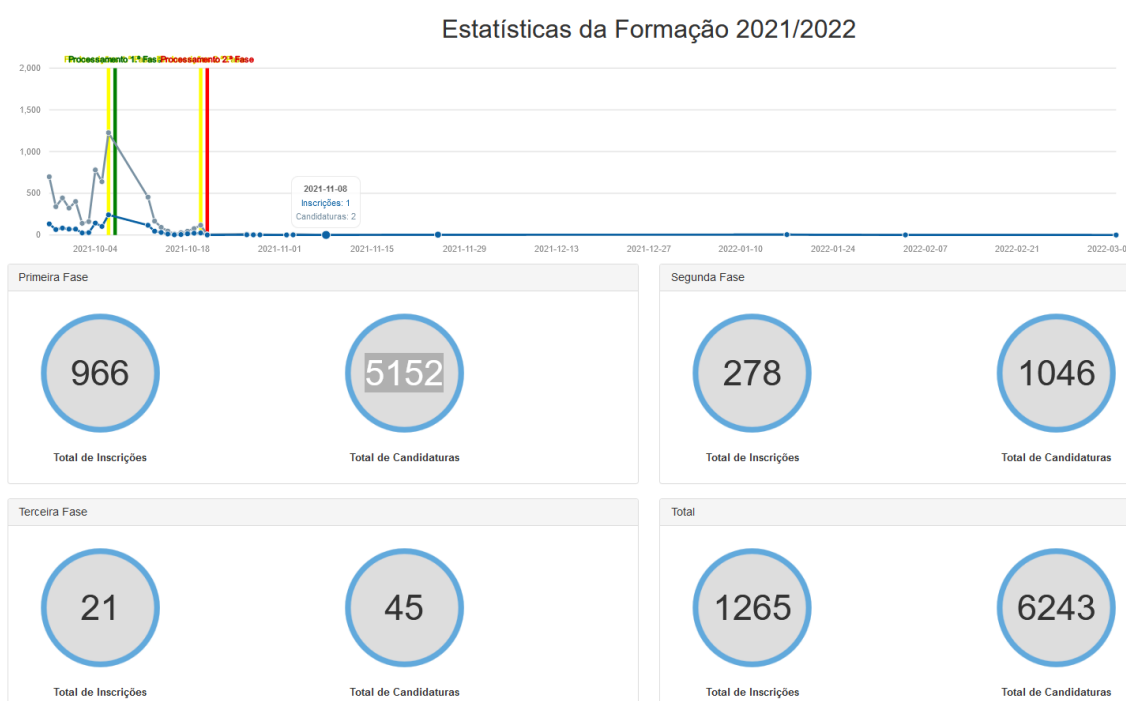 Estatísticas da Formação 2021/2022
Processamento 1.ª Fase
Processamento 2.ª Fase
2,000
1,500
1,000
500
0
2021-11-08
Inscrições: 1
Candidaturas: 2
2021-10-04 2021-10-18 2021-11-01 2021-11-15 2021-11-29 2021-12-13 2021-12-27 2022-01-10 2022-01-24 2022-02-07 2022-02-21 2022-03-0
Primeira Fase
966 5152
Total de Inscrições Total de Candidaturas
Segunda Fase
278 1046
Total de Inscrições Total de Candidaturas
Terceira Fase
21 45
Total de Inscrições Total de Candidaturas
Total
1265 6243
Total de Inscrições Total de Candidaturas